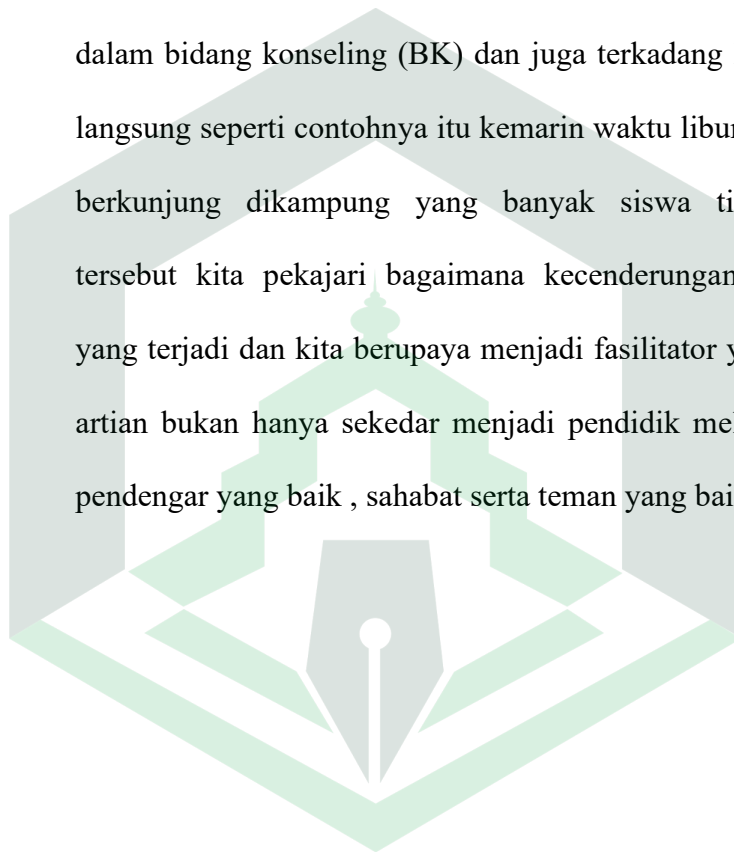 dalam bidang konseling (BK) dan juga terkadang
langsung seperti contohnya itu kemarin waktu
berkunjung dikampung yang banyak siswa
tersebut kita pekajari bagaimana kecenderungan
yang terjadi dan kita berupaya menjadi fasilitator
artian bukan hanya sekedar menjadi pendidik
pendengar yang baik , sahabat serta teman yang